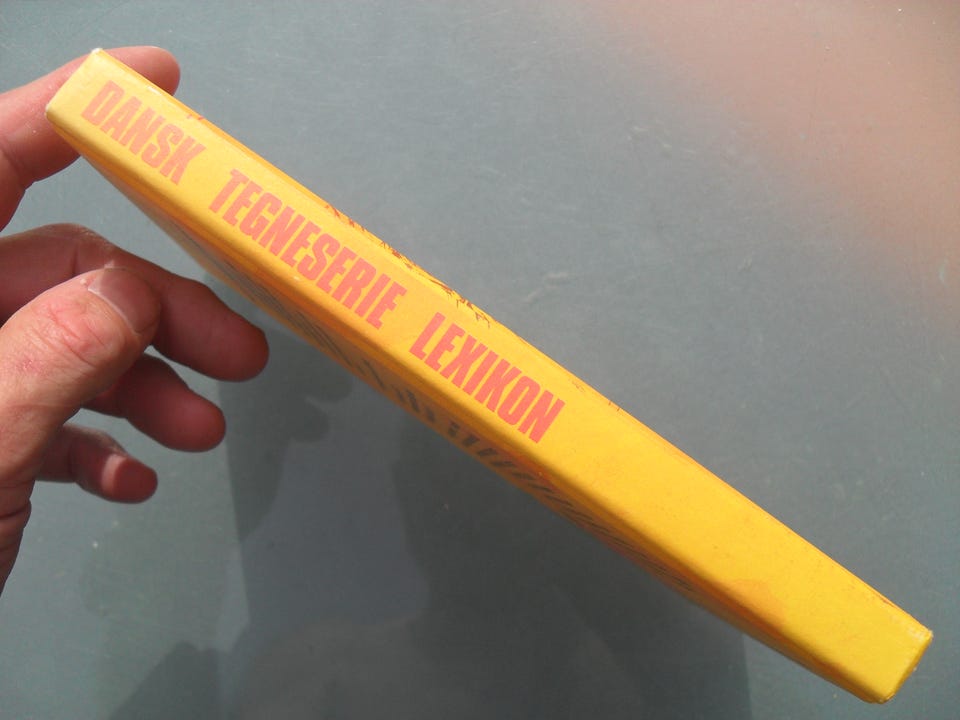 DANSK TEGNESERIE LEXIKON